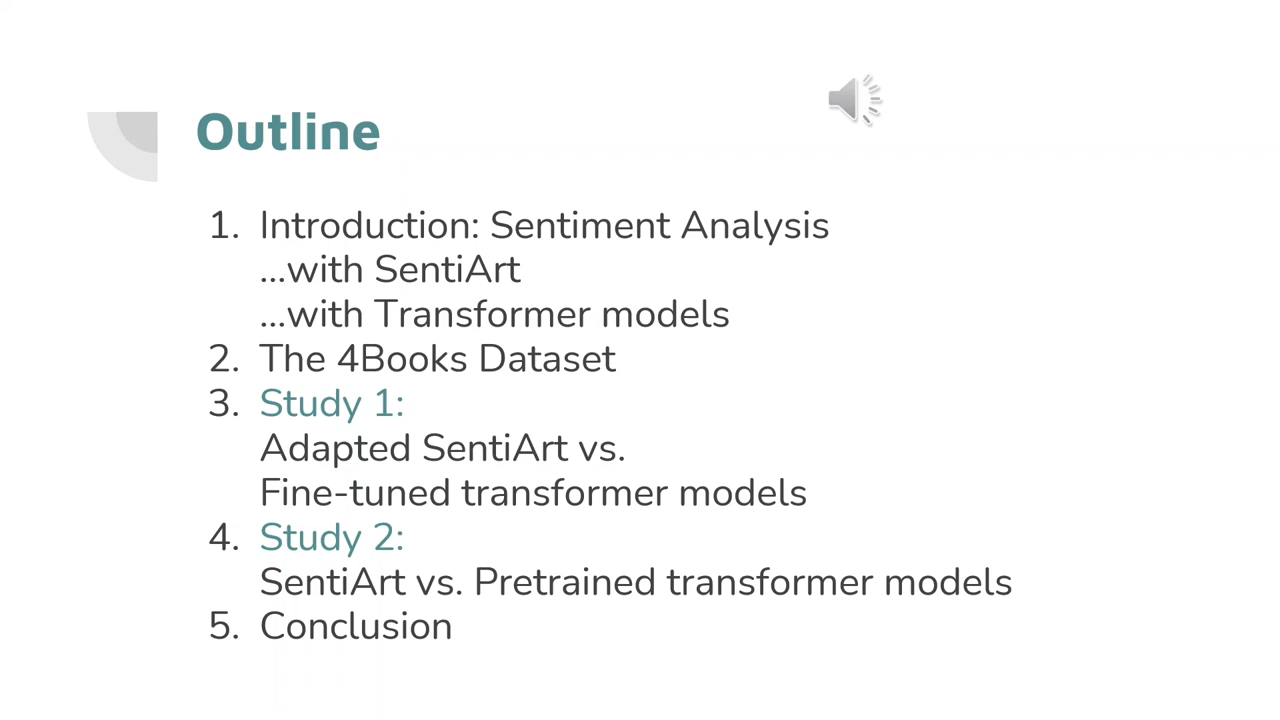 Outline
1. Introduction: Sentiment Analysis
...with SentiArt
...with Transformer models
2. The 4Books Dataset
3. Study 1:
Adapted SentiArt vs.
Fine-tuned transformer models
4. Study 2:
SentiArt vs. Pretrained transformer models
5. Conclusion